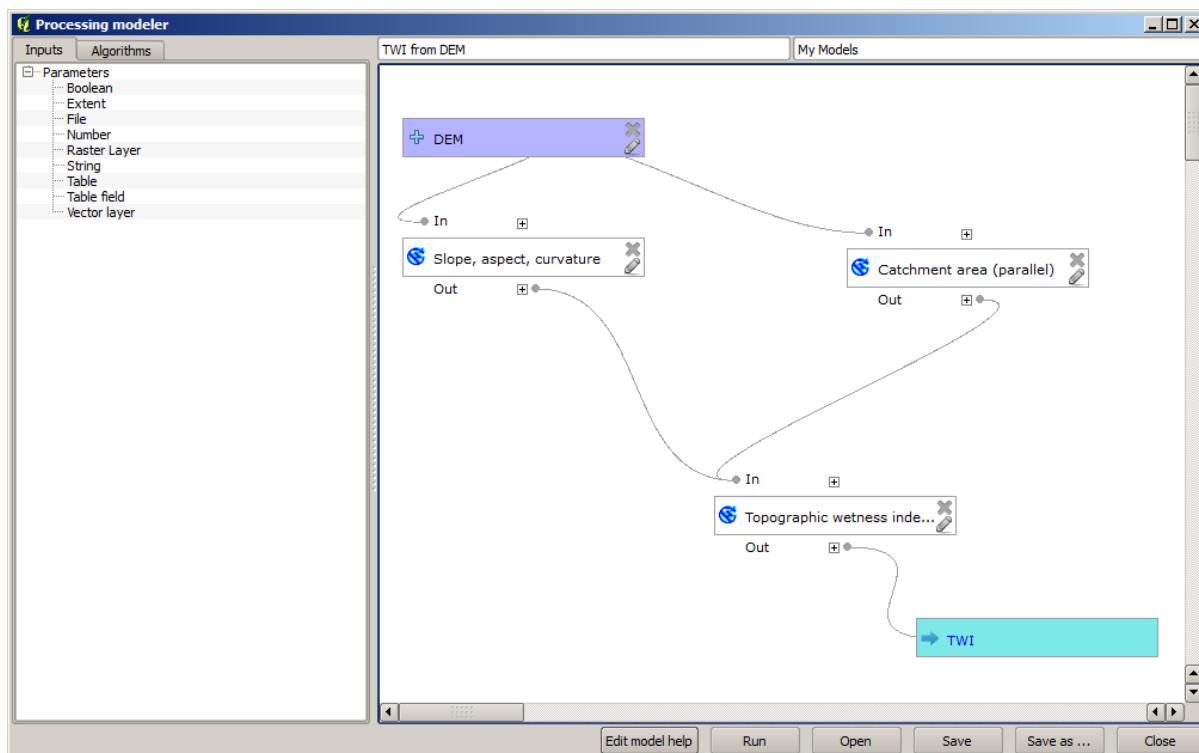 Processing modeler
Inputs
Algorithms
TWI from DEM
My Models
Parameters
Boolean
Extent
File
Number
Raster Layer
String
Table
Table field
Vector layer
DEM
In
Slope, aspect, curvature
Out
In
Catchment area (parallel)
Out
In
Topographic wetness inde...
Out
TWI
Edit model help
Run
Open
Save
Save as ...
Close